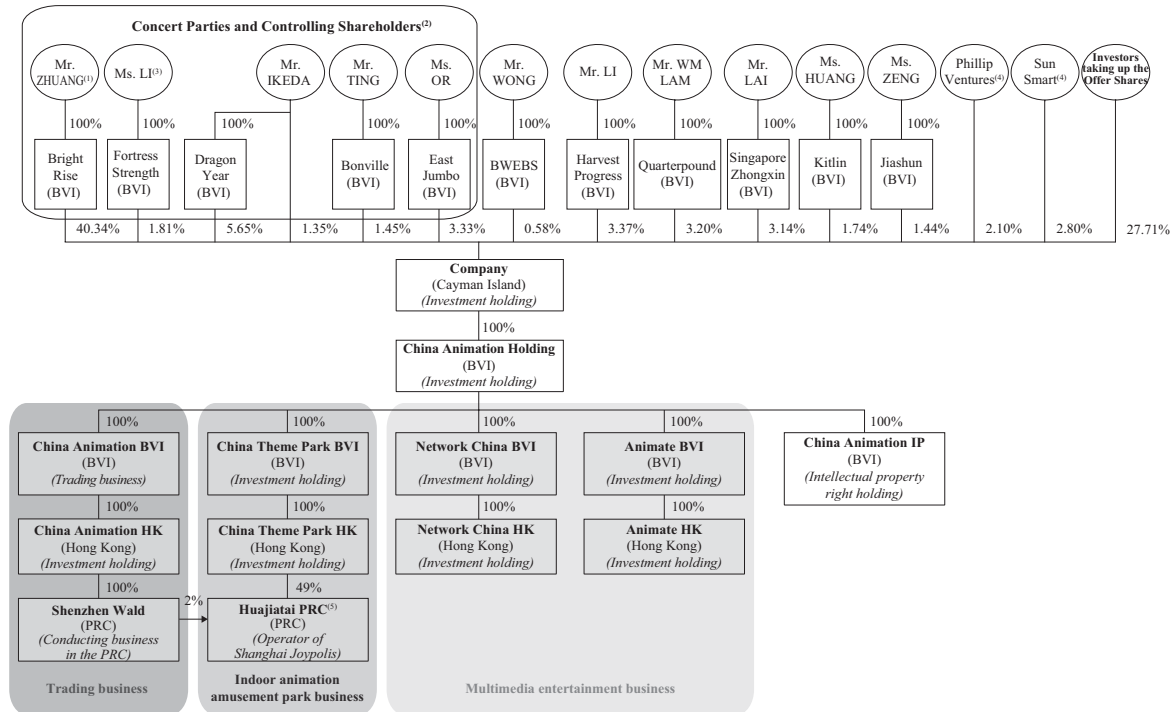 Concert Parties and Controlling Shareholders(2)
Mr.
ZHUANG(1)
Ms. LI(3)
Mr.
IKEDA
Mr.
TING
Ms.
OR
Mr.
WONG
Mr. LI
Mr. WM
LAM
Mr.
LAI
Ms.
HUANG
Ms.
ZENG
Phillip
Ventures(4)
Sun
Smart(4)
Investors
taking up the
Offer Shares
100%
100%
100%
100%
100%
100%
100%
100%
100%
100%
100%
Bright
Rise
(BVI)
Fortress
Strength
(BVI)
Dragon
Year
(BVI)
Bonville
(BVI)
East
Jumbo
(BVI)
BWEBS
(BVI)
Harvest
Progress
(BVI)
Quarterpound
(BVI)
Singapore
Zhongxin
(BVI)
Kitlin
(BVI)
Jiashun
(BVI)
40.34%
1.81%
5.65%
1.35%
1.45%
3.33%
0.58%
3.37%
3.20%
3.14%
1.74%
1.44%
2.10%
2.80%
27.71%
Company
(Cayman Island)
(Investment holding)
100%
China Animation Holding
(BVI)
(Investment holding)
100%
100%
100%
100%
100%
China Animation BVI
(BVI)
(Trading business)
China Theme Park BVI
(BVI)
(Investment holding)
Network China BVI
(BVI)
(Investment holding)
Animate BVI
(BVI)
(Investment holding)
China Animation IP
(BVI)
(Intellectual property
right holding)
100%
100%
100%
100%
China Animation HK
(Hong Kong)
(Investment holding)
China Theme Park HK
(Hong Kong)
(Investment holding)
Network China HK
(Hong Kong)
(Investment holding)
Animate HK
(Hong Kong)
(Investment holding)
100%
49%
Shenzhen Wald
(PRC)
(Conducting business
in the PRC)
2%
Huajiatai PRC(5)
(PRC)
(Operator of
Shanghai Joypolis)
Trading business
Indoor animation
amusement park business
Multimedia entertainment business